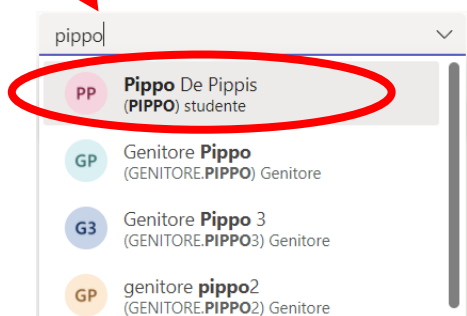 pippo
PP
Pippo De Pippis
(PIPPO) studente
GP
Genitore Pippo
(GENITORE.PIPPO) Genitore
G3
Genitore Pippo 3
(GENITORE.PIPPO3) Genitore
GP
genitore pippo2
(GENITORE.PIPPO2) Genitore